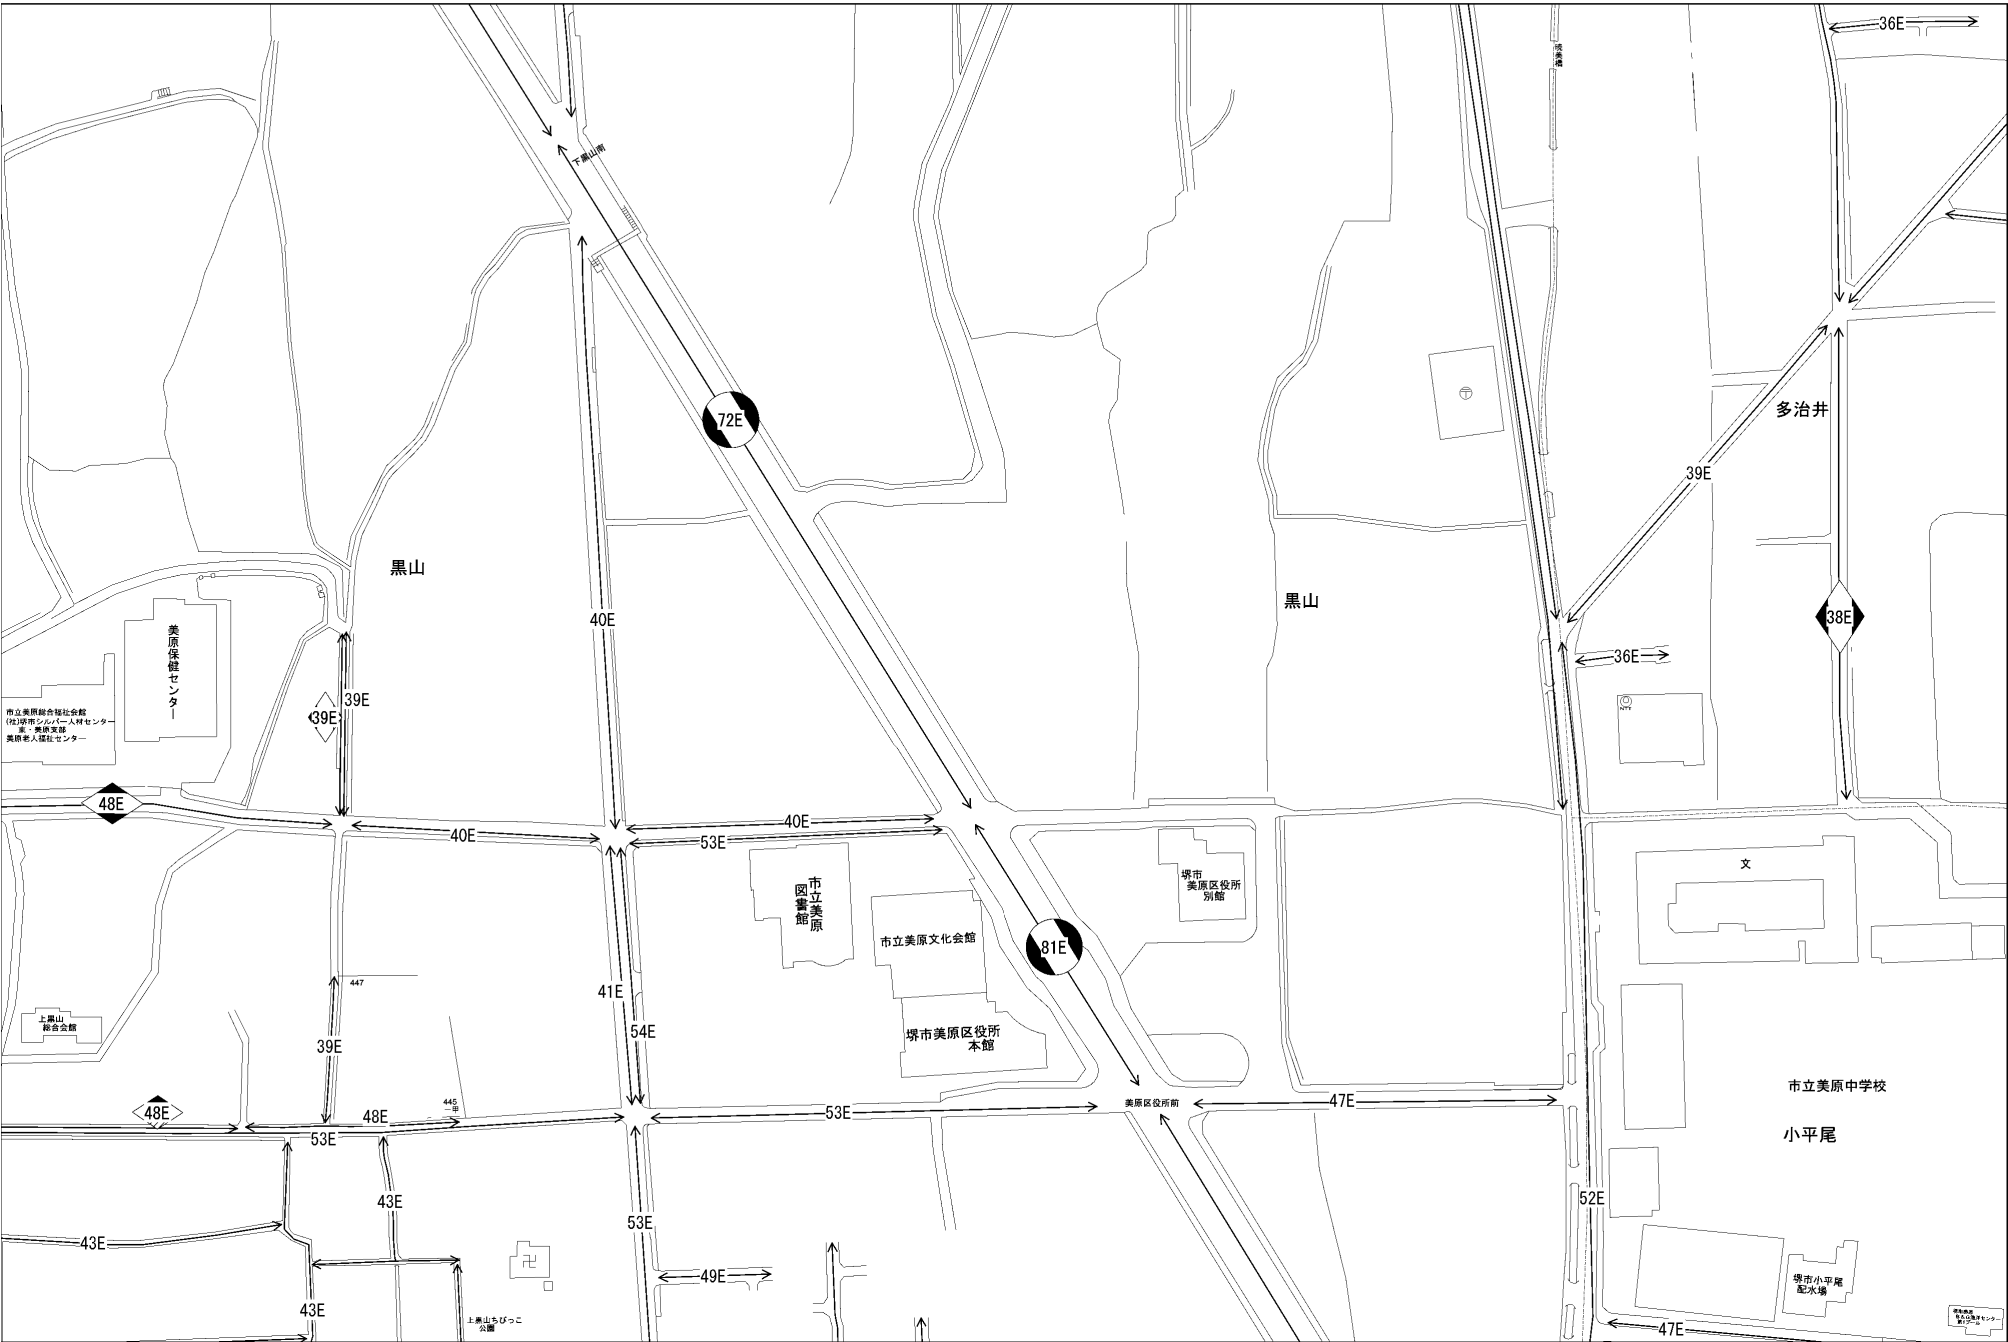 36E
暁美橋
下黒山南
72E
多治井
39E
黒山
黒山
40E
38E
36E
美原保健センター
39E
39E
NTT
市立美原総合福祉会館
(社)堺市シルバー人材センター
東・美原支部
美原老人福祉センター
48E
40E
40E
53E
文
市立美原
図書館
堺市
美原区役所
別館
市立美原文化会館
81E
447
41E
54E
上黒山
総合会館
堺市美原区役所
本館
39E
市立美原中学校
445
一甲
48E
48E
53E
53E
美原区役所前
47E
小平尾
43E
52E
53E
43E
49E
堺市小平尾
配水場
43E
上黒山ちびっこ
公園
47E